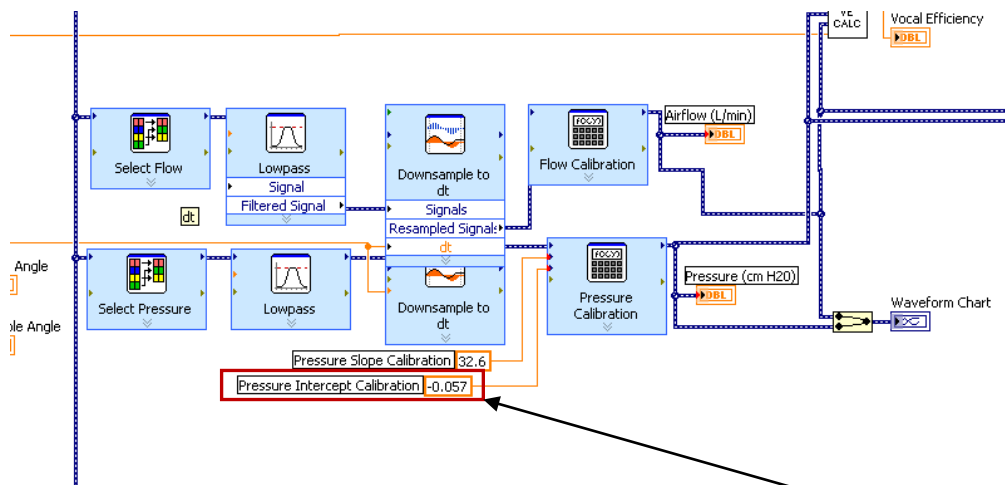 VE
CALC
Vocal Efficiency
DBL
f(x,y)
Airflow (L/min)
DBL
Select Flow
Lowpass
Signal
Filtered Signal
Downsample to
dt
Signals
Resampled Signals
dt
Flow Calibration
dt
Angle
le Angle
Select Pressure
Lowpass
Downsample to
dt
Pressure
Calibration
Pressure (cm H20)
DBL
Waveform Chart
Pressure Slope Calibration 32.6
Pressure Intercept Calibration -0.057